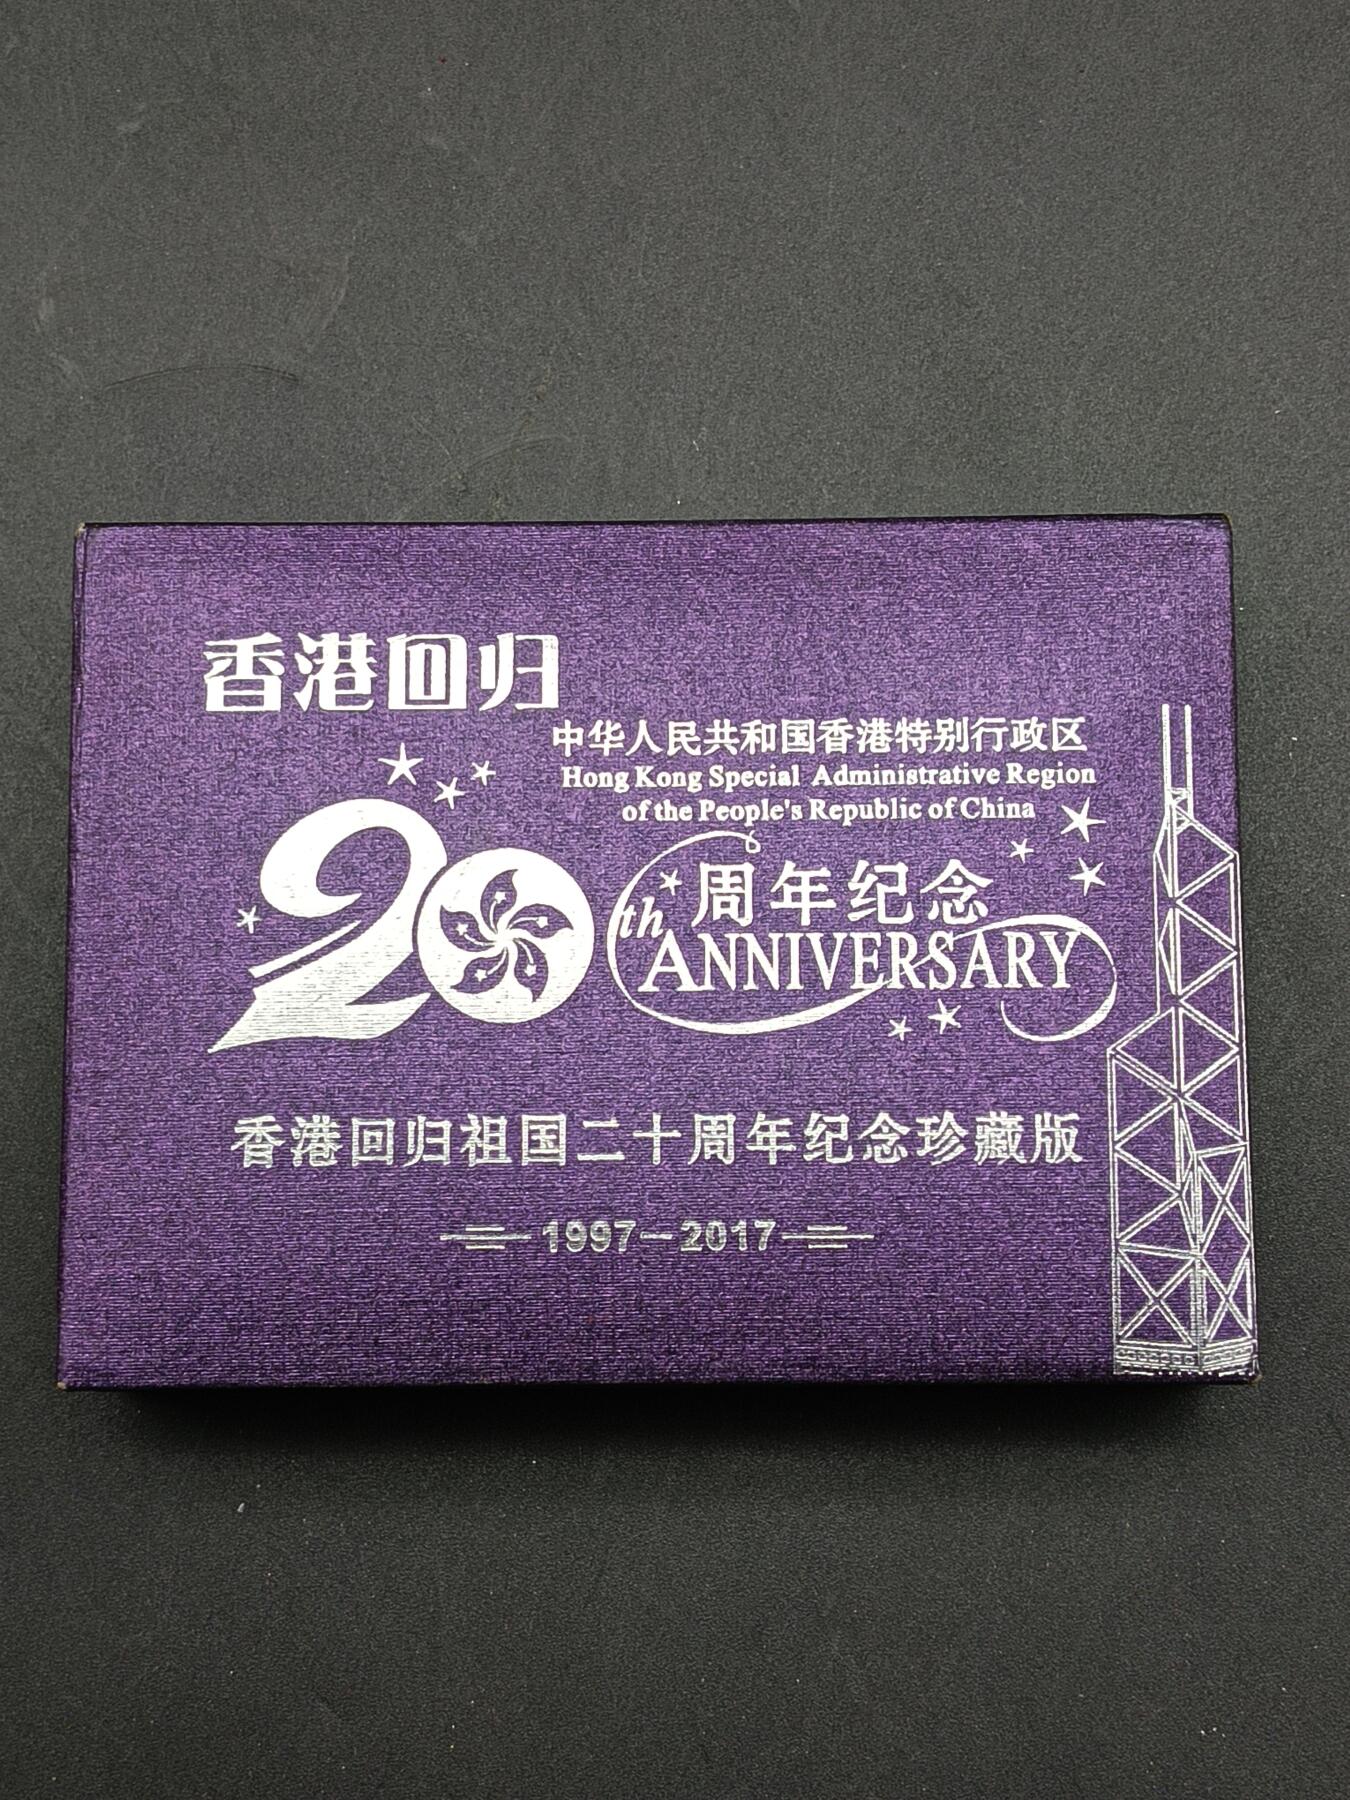 香港回归
中华人民共和国香港特别行政区
Hong Kong Special Administrative Region
of the People's Republic of China
20th 周年纪念
ANNIVERSARY
香港回归祖国二十周年纪念珍藏版
1997-2017